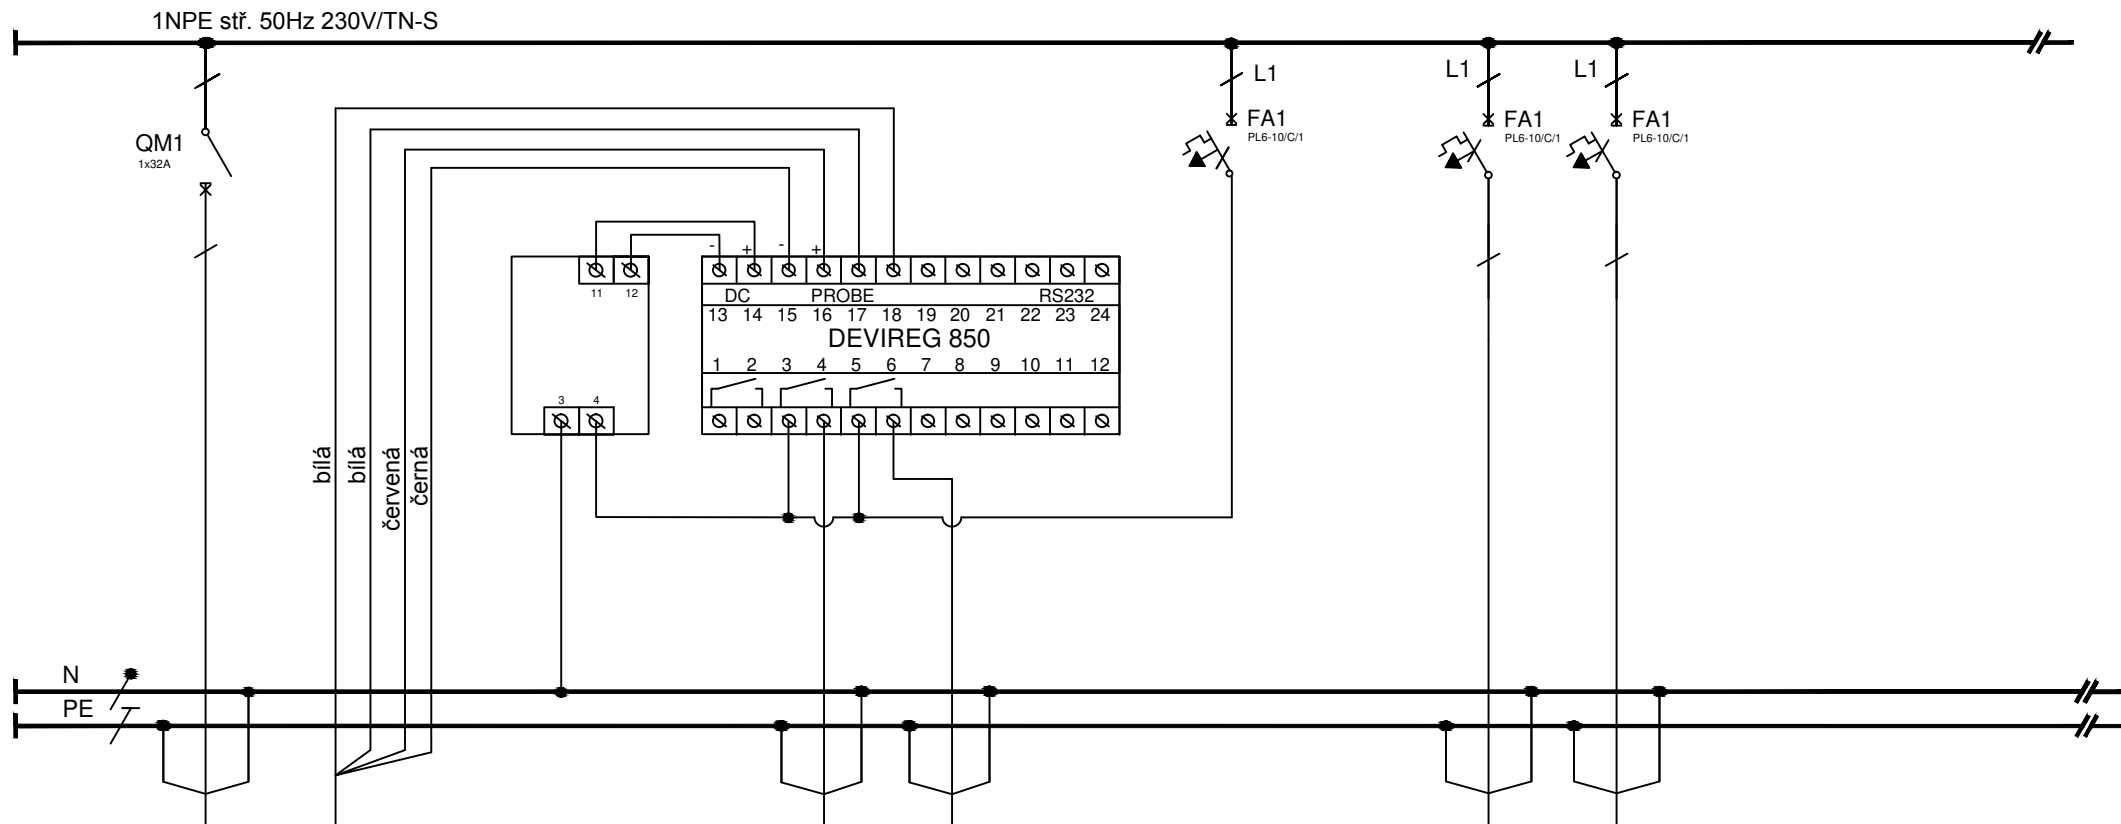 1NPE stř. 50Hz 230V/TN-S
L1
L1
L1
QM1
1x32A
FA1
PL6-10/C/1
FA1
PL6-10/C/1
FA1
PL6-10/C/1
- + - +
11 12
DC PROBE RS232
13 14 15 16 17 18 19 20 21 22 23 24
DEVIREG 850
1 2 3 4 5 6 7 8 9 10 11 12
3 4
bílá
bílá
červená
černá
N
PE